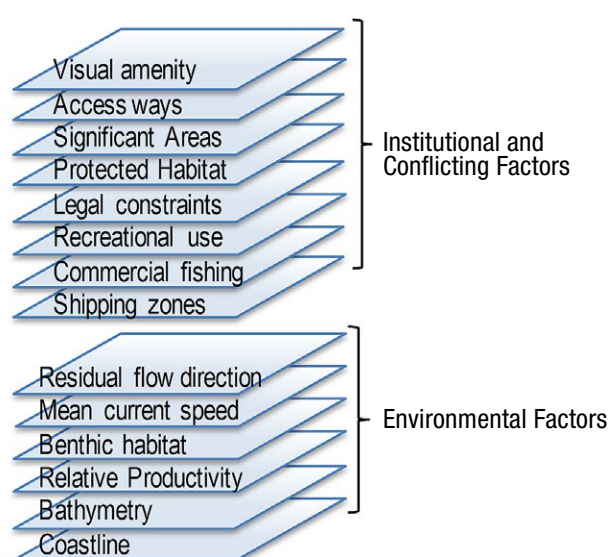 Visual amenity
Access ways
Significant Areas
Protected Habitat
Legal constraints
Recreational use
Commercial fishing
Shipping zones
Institutional and
Conflicting Factors
Residual flow direction
Mean current speed
Benthic habitat
Relative Productivity
Bathymetry
Coastline
Environmental Factors